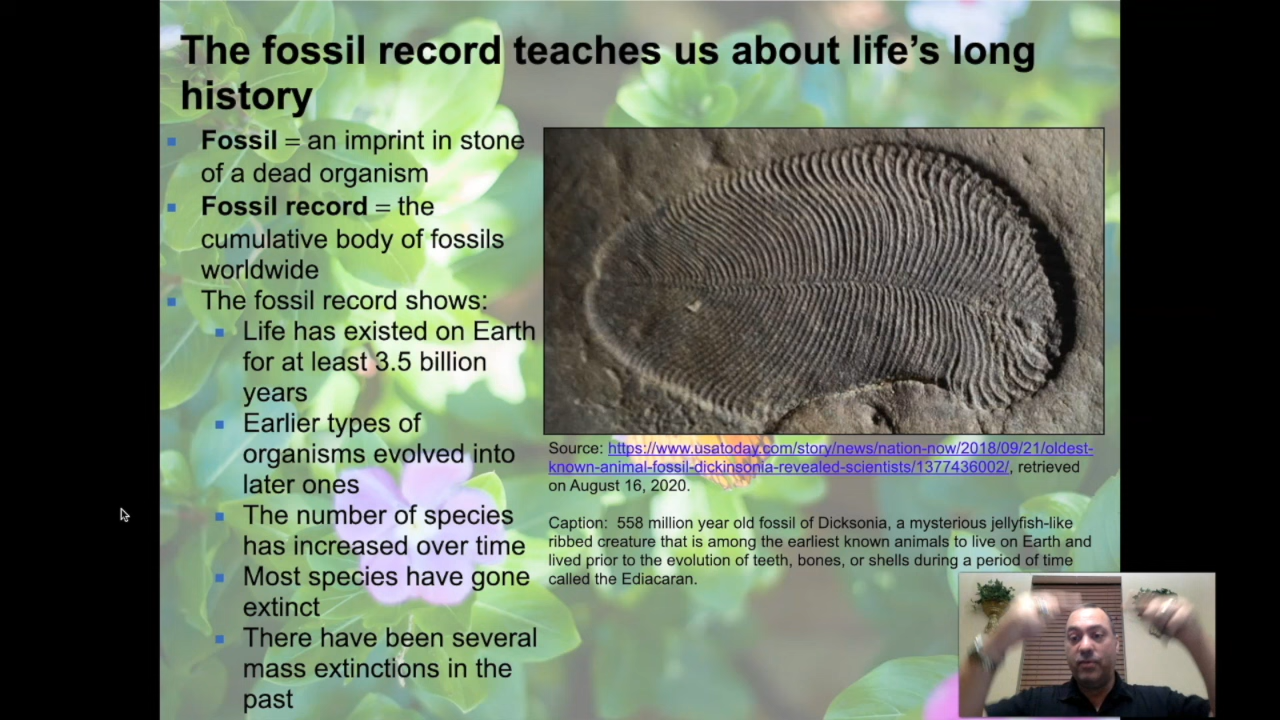 The fossil record teaches us about life’s long
history
Fossil = an imprint in stone
of a dead organism
Fossil record = the
cumulative body of fossils
worldwide
The fossil record shows:
Life has existed on Earth
for at least 3.5 billion
years
Earlier types of
organisms evolved into
later ones
The number of species
has increased over time
Most species have gone
extinct
There have been several
mass extinctions in the
past
Source: https://www.usatoday.com/story/news/nation-now/2018/09/21/oldest-
known-animal-fossil-dickinsonia-revealed-scientists/1377436002/, retrieved
on August 16, 2020.
Caption: 558 million year old fossil of Dicksonia, a mysterious jellyfish-like
ribbed creature that is among the earliest known animals to live on Earth and
lived prior to the evolution of teeth, bones, or shells during a period of time
called the Ediacaran.